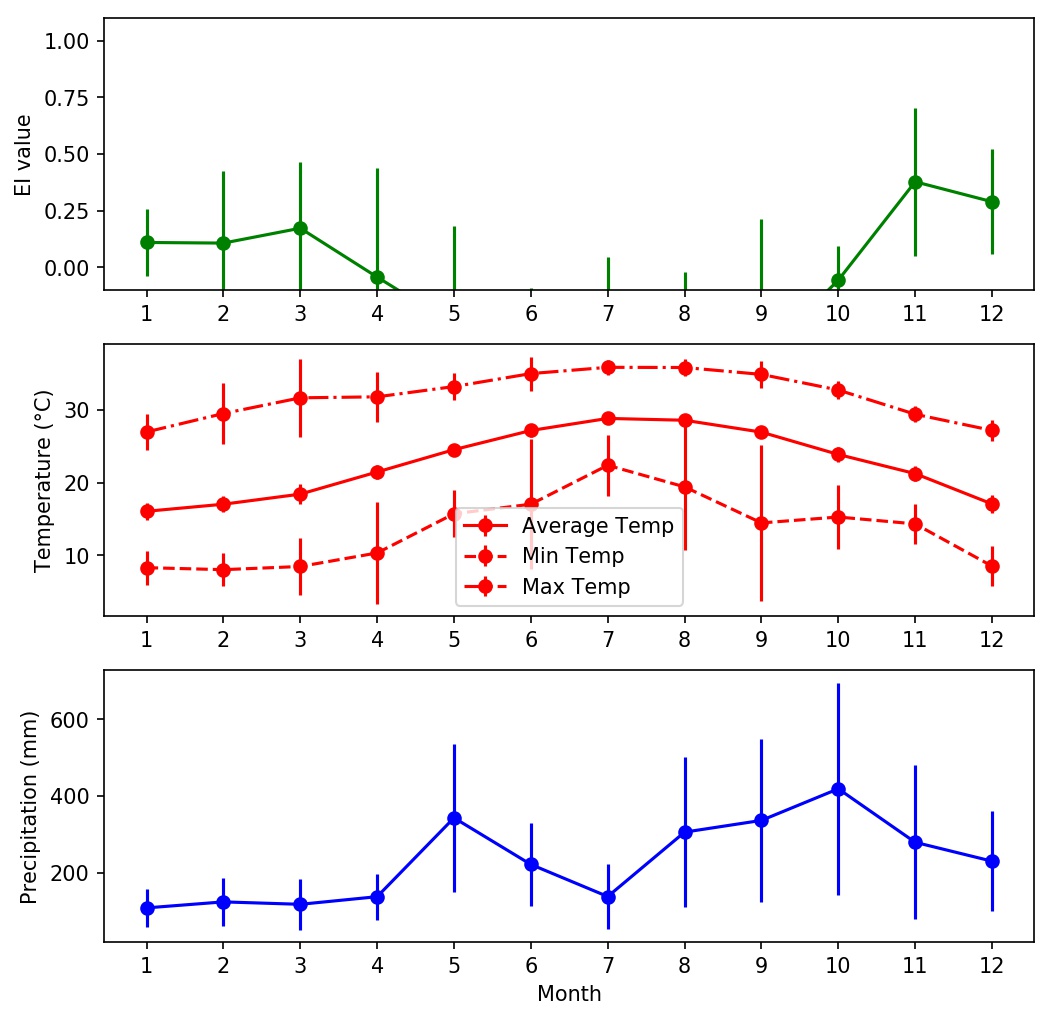 EI value
1.00
0.75
0.50
0.25
0.00
1 2 3 4 5 6 7 8 9 10 11 12
Temperature (°C)
30
20
10
Average Temp
Min Temp
Max Temp
1 2 3 4 5 6 7 8 9 10 11 12
Precipitation (mm)
600
400
200
1 2 3 4 5 6 7 8 9 10 11 12
Month